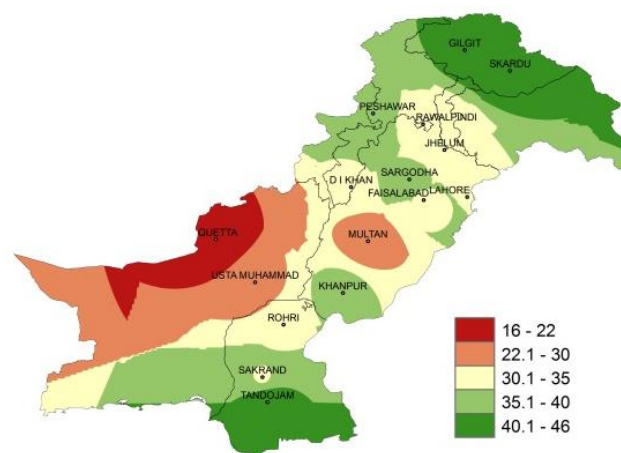 GILGIT
SKARDU
PESHAWAR
RAWALPINDI
JHELUM
SARGODHA
D I KHAN
FAISALABAD
LAHORE
QUETTA
MULTAN
USTA MUHAMMAD
KHANPUR
ROHRI
SAKRAND
TANDOJAM
16 - 22
22.1 - 30
30.1 - 35
35.1 - 40
40.1 - 46